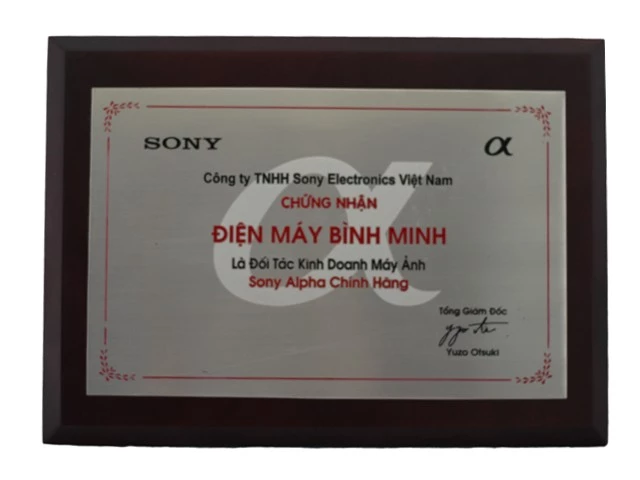 SONY α
Công ty TNHH Sony Electronics Việt Nam
CHỨNG NHẬN
ĐIỆN MÁY BÌNH MINH
Là Đối Tác Kinh Doanh Máy Ảnh
Sony Alpha Chính Hãng
Tổng Giám Đốc
Yuzo Otsuki